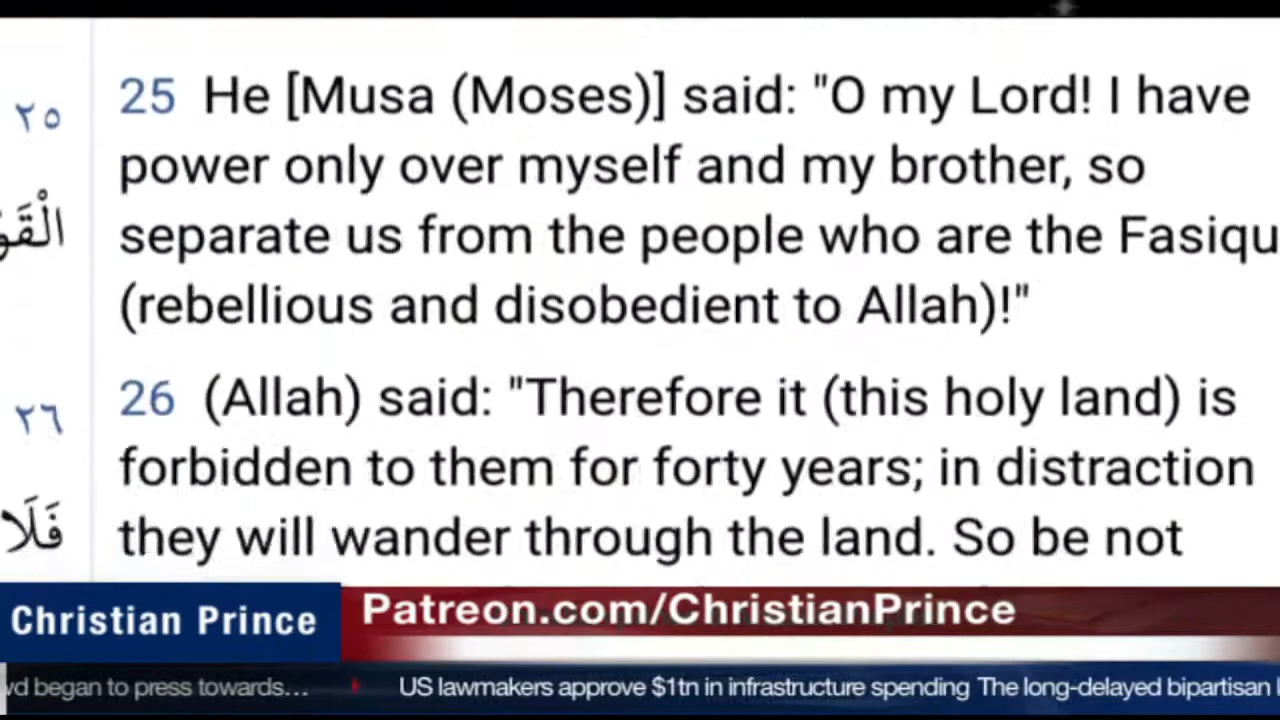 25 He [Musa (Moses)] said: "O my Lord! I have
٢٥
power only over myself and my brother, so
separate us from the people who are the Fasiqu
(rebellious and disobedient to Allah)!"
26 (Allah) said: "Therefore it (this holy land) is
٢٦
forbidden to them for forty years; in distraction
they will wander through the land. So be not
فَلَا
Christian Prince
Patreon.com/ChristianPrince
began to press towards...
US lawmakers approve $1tn in infrastructure spending The long-delayed bipartisan